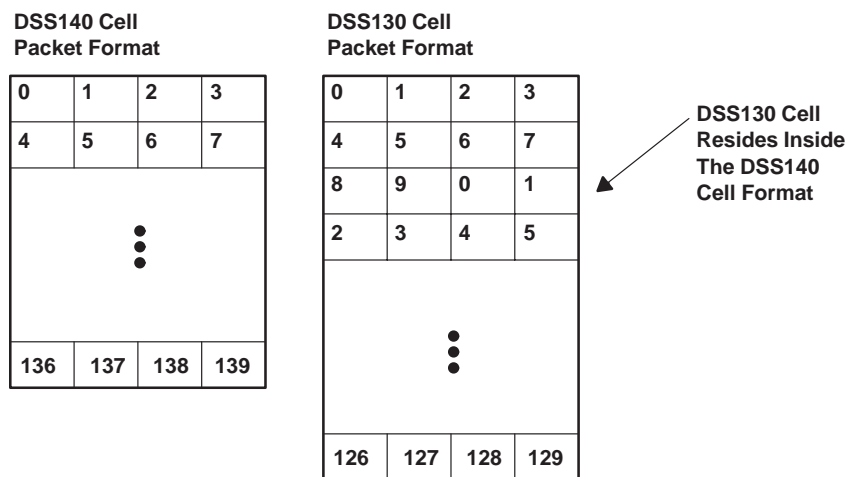 DSS140 Cell
Packet Format
0 1 2 3
4 5 6 7
136 137 138 139
DSS130 Cell
Packet Format
0 1 2 3
4 5 6 7
8 9 0 1
2 3 4 5
126 127 128 129
DSS130 Cell
Resides Inside
The DSS140
Cell Format